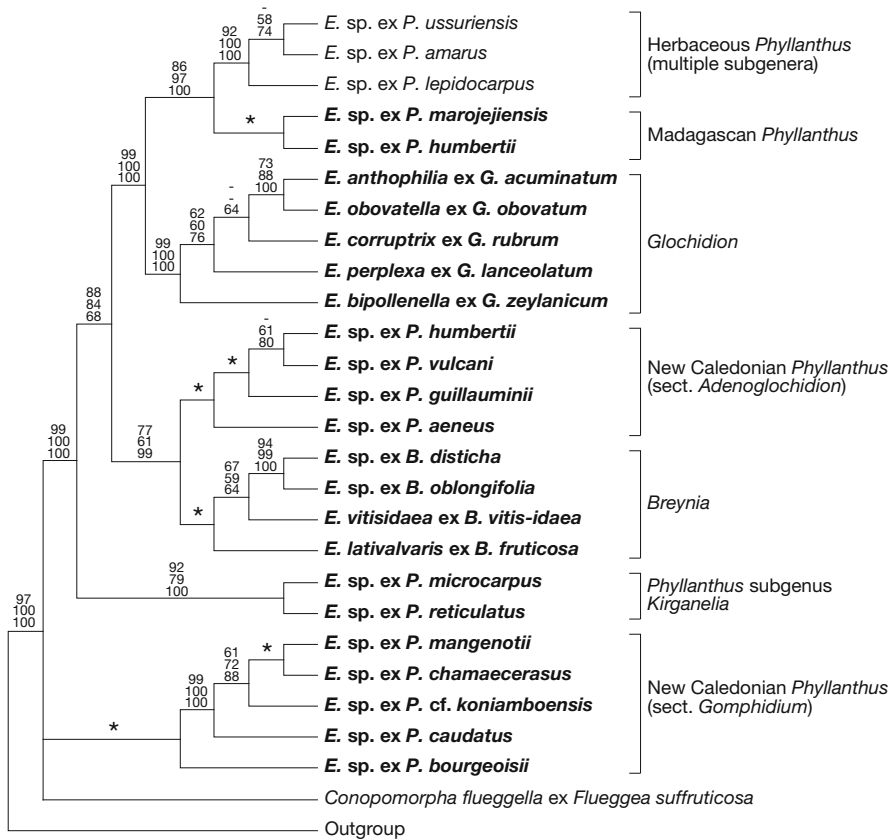 -
58
74
92
100
100
86
97
100
*
E. sp. ex P. ussuriensis
E. sp. ex P. amarus
E. sp. ex P. lepidocarpus
Herbaceous Phyllanthus
(multiple subgenera)
E. sp. ex P. marojejiensis
E. sp. ex P. humbertii
Madagascan Phyllanthus
99
100
100
73
88
100
-
-
64
62
60
76
99
100
100
E. anthophilia ex G. acuminatum
E. obovatella ex G. obovatum
E. corruptrix ex G. rubrum
E. perplexa ex G. lanceolatum
E. bipollenella ex G. zeylanicum
Glochidion
88
84
68
-
61
80
*
*
E. sp. ex P. humbertii
E. sp. ex P. vulcani
E. sp. ex P. guillauminii
E. sp. ex P. aeneus
New Caledonian Phyllanthus
(sect. Adenoglochidion)
99
100
100
77
61
99
94
99
100
67
59
64
*
E. sp. ex B. disticha
E. sp. ex B. oblongifolia
E. vitisidaea ex B. vitis-idaea
E. lativalvaris ex B. fruticosa
Breynia
92
79
100
E. sp. ex P. microcarpus
E. sp. ex P. reticulatus
Phyllanthus subgenus
Kirganelia
97
100
100
*
61
72
88
99
100
100
*
E. sp. ex P. mangenotii
E. sp. ex P. chamaecerasus
E. sp. ex P. cf. koniamboensis
E. sp. ex P. caudatus
E. sp. ex P. bourgeoisii
New Caledonian Phyllanthus
(sect. Gomphidium)
Conopomorpha flueggella ex Flueggea suffruticosa
Outgroup